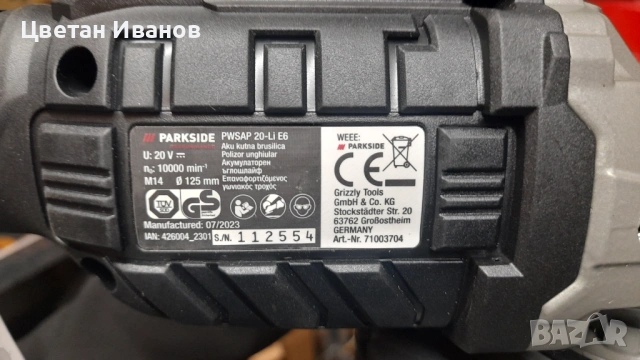 Цветан Иванов
PARKSIDE
PWSAP 20-Li E6
U: 20 V
Aku kutna brusilica
Polizor unghiular
n₀: 10000 min⁻¹
Акумулаторен
ъглошлайф
M14 Ø 125 mm
Επαναφορτιζόμενος
γωνιακός τροχός
TÜV
GS
Manufactured: 07/2023
IAN: 426004_2301
S/N. 112554
WEEE:
PARKSIDE
CE
Grizzly Tools
GmbH & Co. KG
Stockstädter Str. 20
63762 Großostheim
GERMANY
Art.-Nr. 71003704
BAZAR